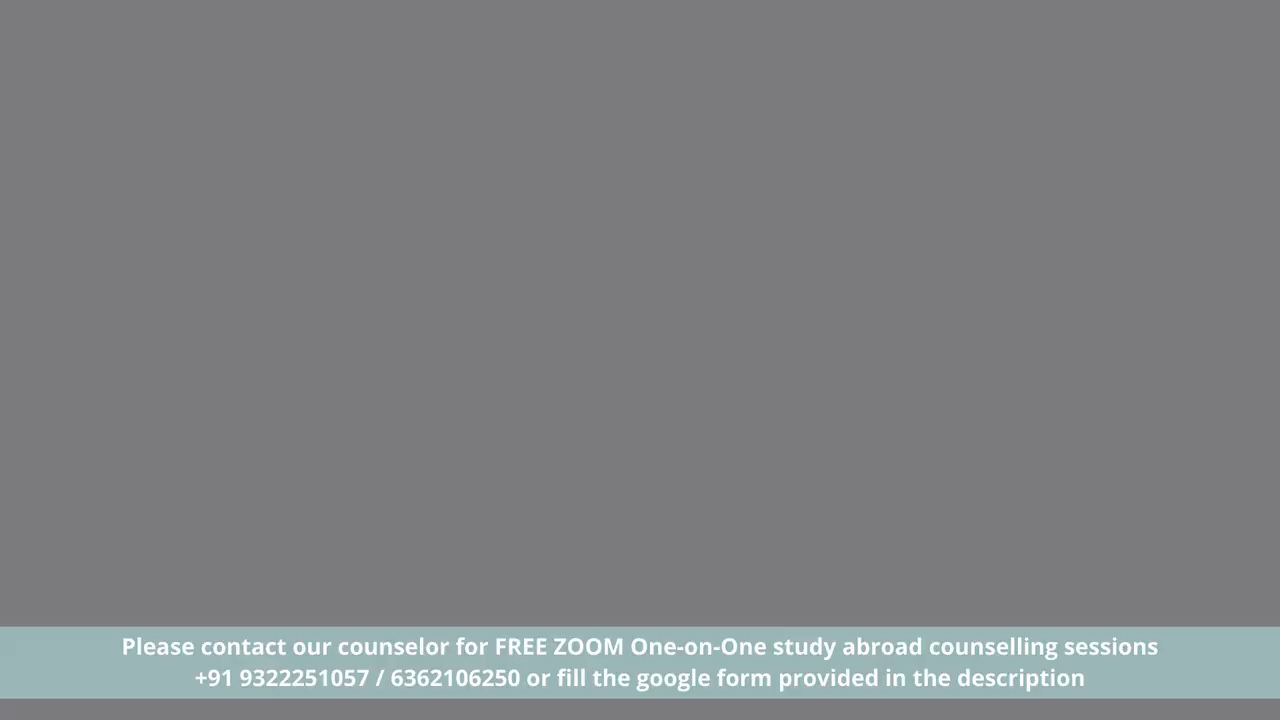 Please contact our counselor for FREE ZOOM One-on-One study abroad counselling sessions
+91 9322251057 / 6362106250 or fill the google form provided in the description